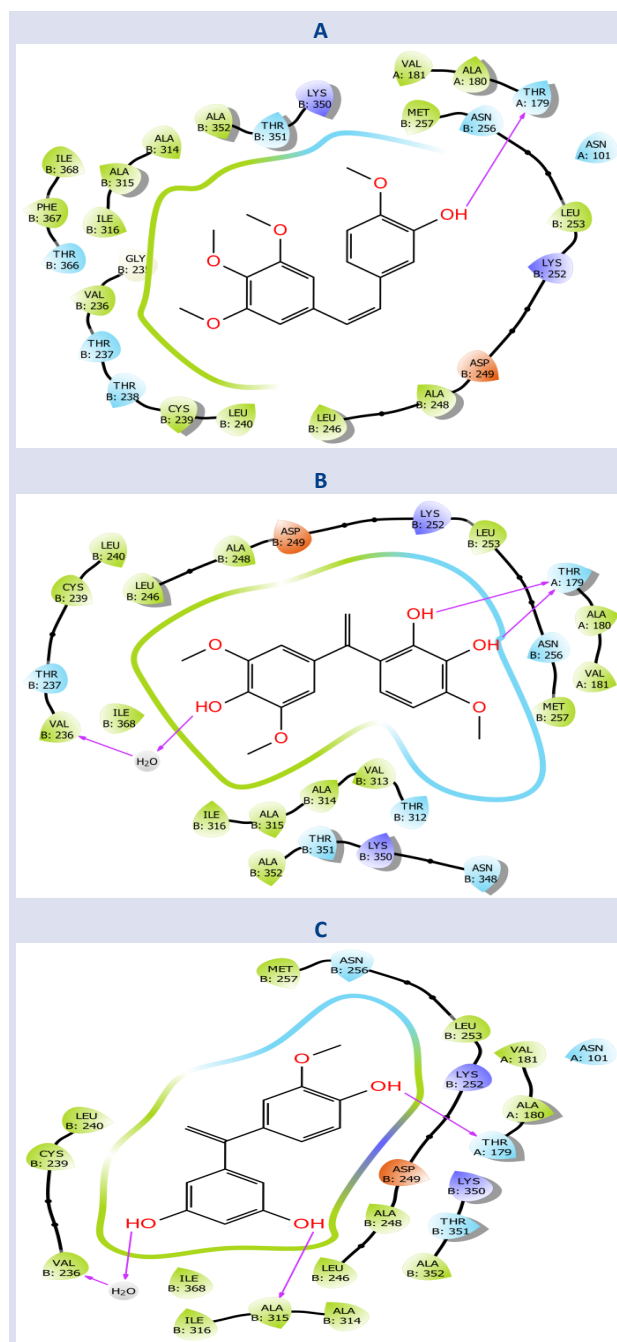 A
VAL
A: 181
ALA
A: 180
THR
A: 179
LYS
B: 350
ALA
B: 352
THR
B: 351
MET
B: 257
ASN
B: 256
ASN
A: 101
ALA
B: 314
ILE
B: 368
ALA
B: 315
PHE
B: 367
ILE
B: 316
THR
B: 366
GLY
B: 23
VAL
B: 236
THR
B: 237
THR
B: 238
CYS
B: 239
LEU
B: 240
LEU
B: 246
ALA
B: 248
ASP
B: 249
LYS
B: 252
LEU
B: 253
O
OH
O
O
O
B
LEU
B: 240
CYS
B: 239
THR
B: 237
VAL
B: 236
ILE
B: 368
H₂O
LEU
B: 246
ALA
B: 248
ASP
B: 249
LYS
B: 252
LEU
B: 253
THR
A: 179
ALA
A: 180
VAL
A: 181
ASN
B: 256
MET
B: 257
OH
OH
O
O
HO
O
ILE
B: 316
ALA
B: 315
ALA
B: 314
VAL
B: 313
THR
B: 312
ALA
B: 352
THR
B: 351
LYS
B: 350
ASN
B: 348
C
MET
B: 257
ASN
B: 256
LEU
B: 253
LYS
B: 252
VAL
A: 181
ASN
A: 101
ALA
A: 180
THR
A: 179
O
OH
LEU
B: 240
CYS
B: 239
VAL
B: 236
H₂O
HO
OH
ASP
B: 249
ALA
B: 248
LEU
B: 246
LYS
B: 350
THR
B: 351
ALA
B: 352
ILE
B: 368
ILE
B: 316
ALA
B: 315
ALA
B: 314